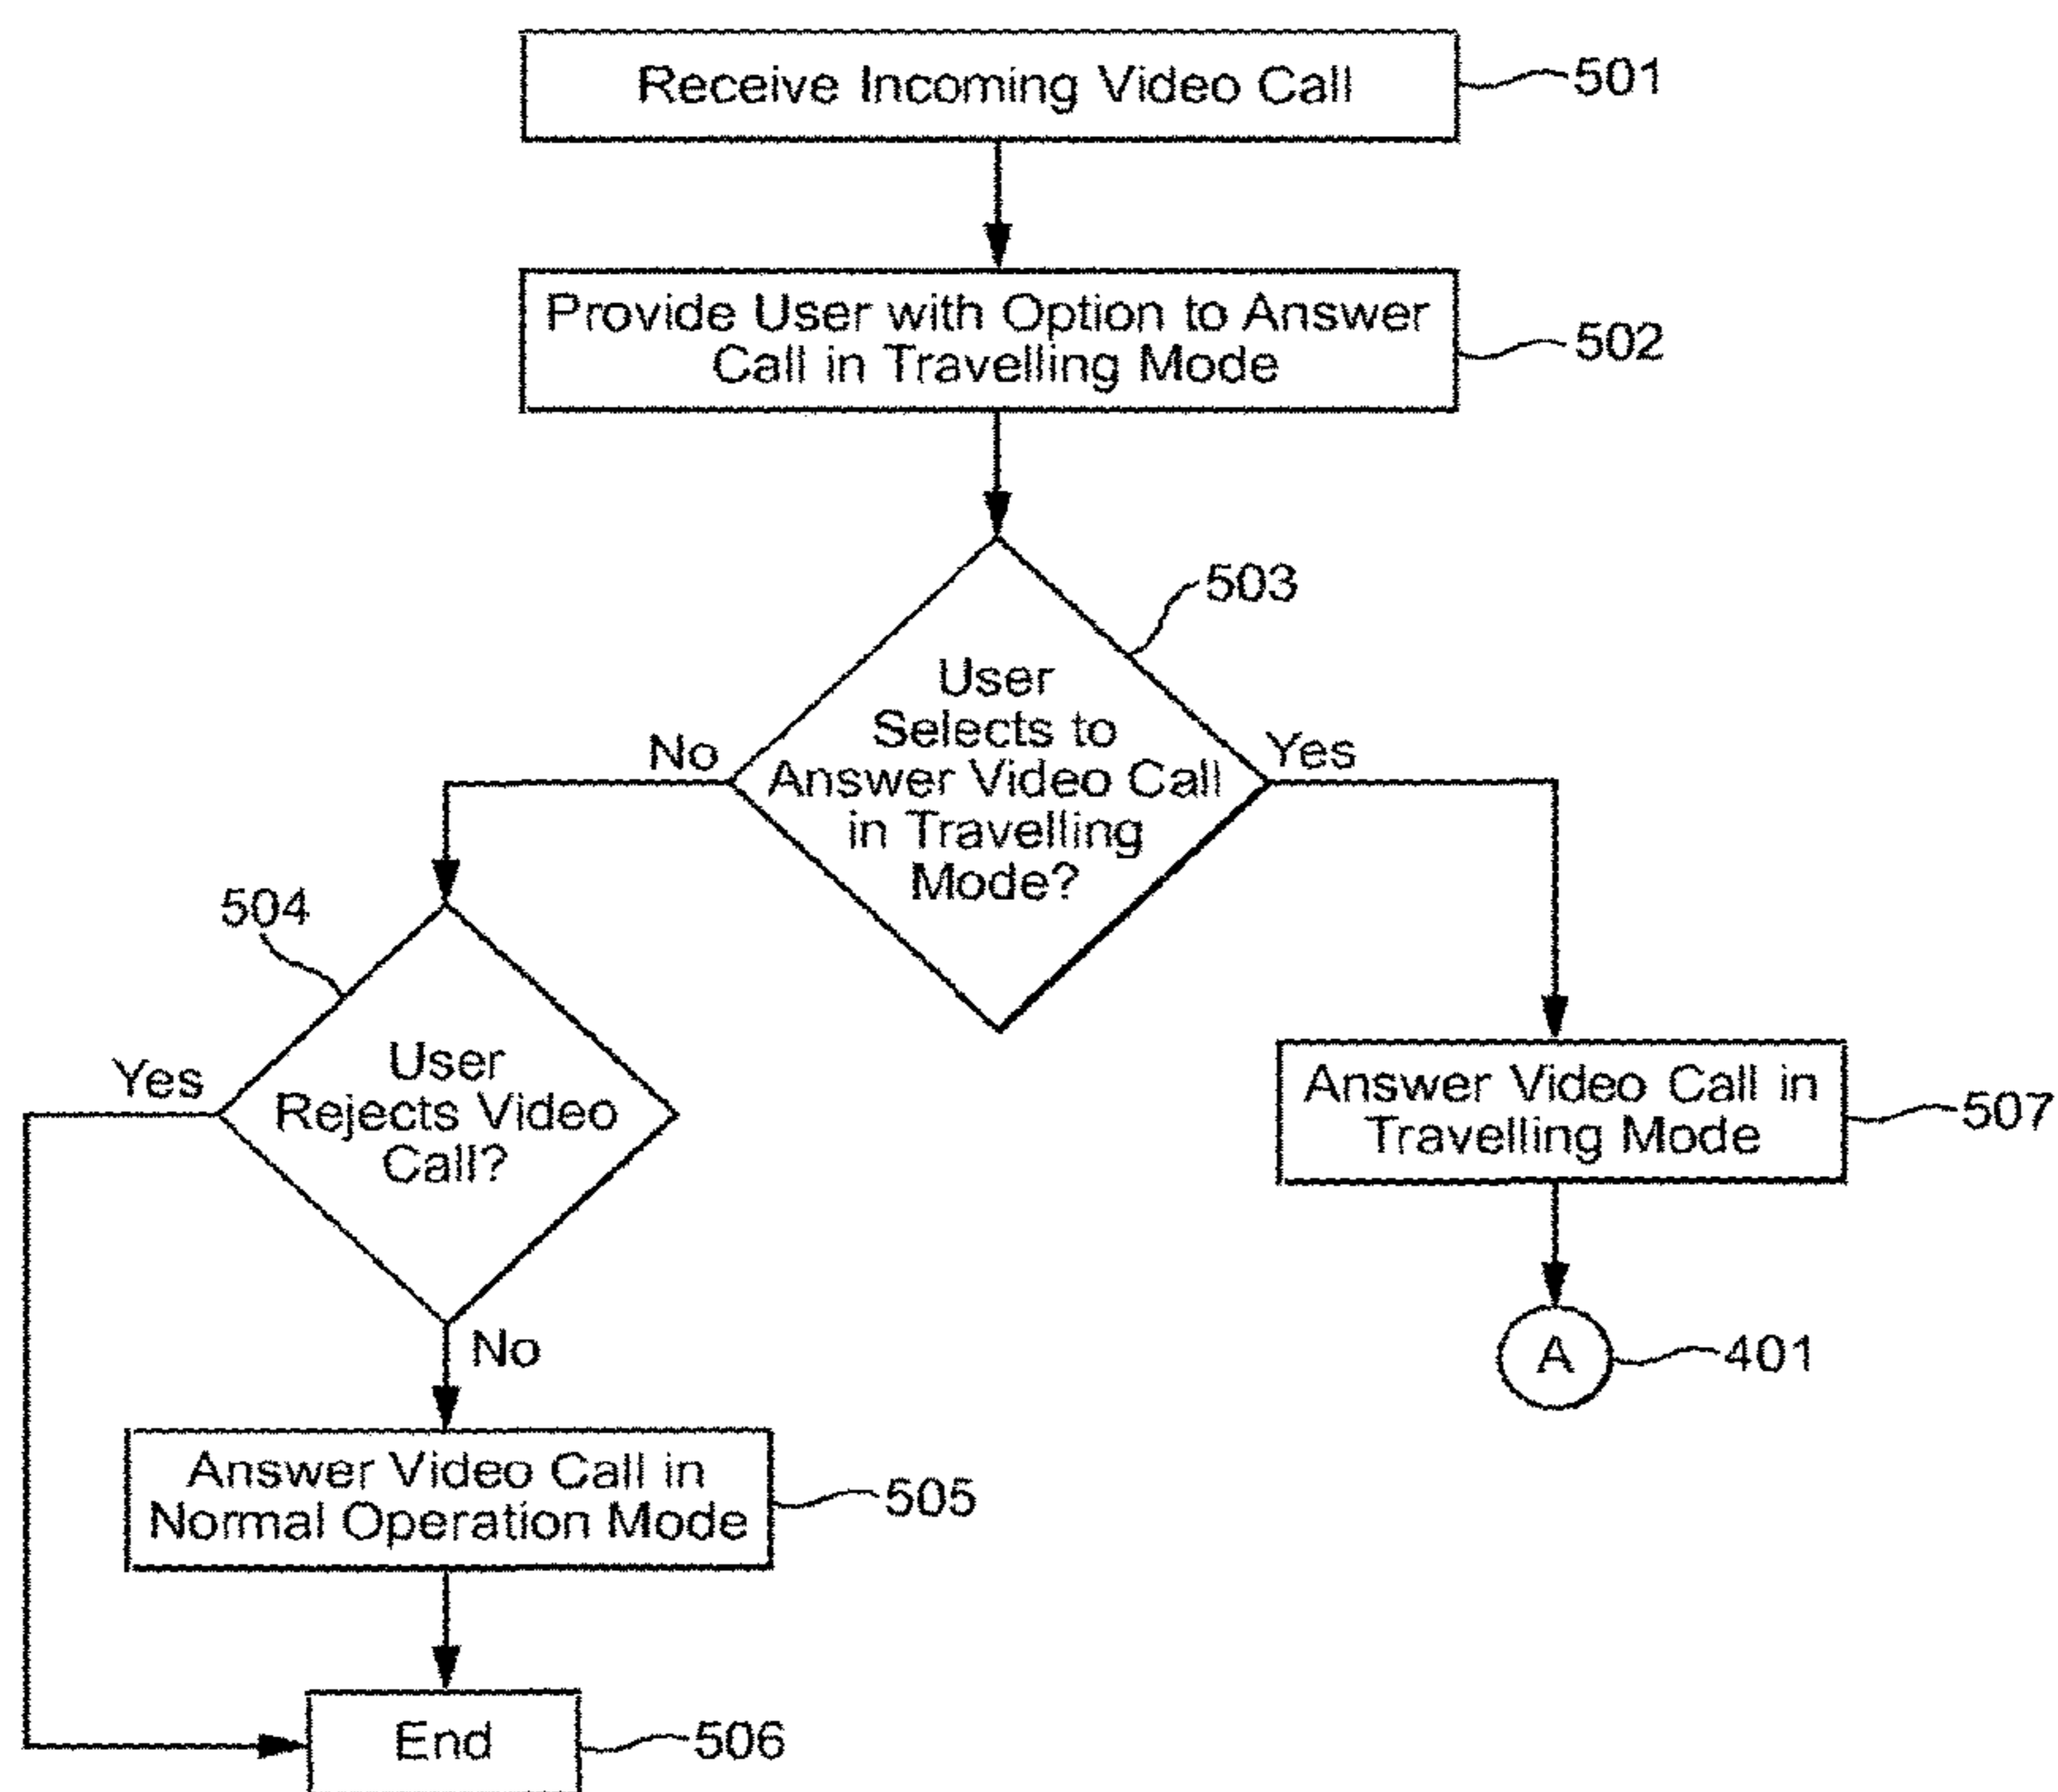 Receive Incoming Video Call
501
Provide User with Option to Answer
Call in Travelling Mode
502
503
User
Selects to
Answer Video Call
in Travelling
Mode?
No
Yes
504
User
Rejects Video
Call?
Yes
No
Answer Video Call in
Travelling Mode
507
A
401
Answer Video Call in
Normal Operation Mode
505
End
506